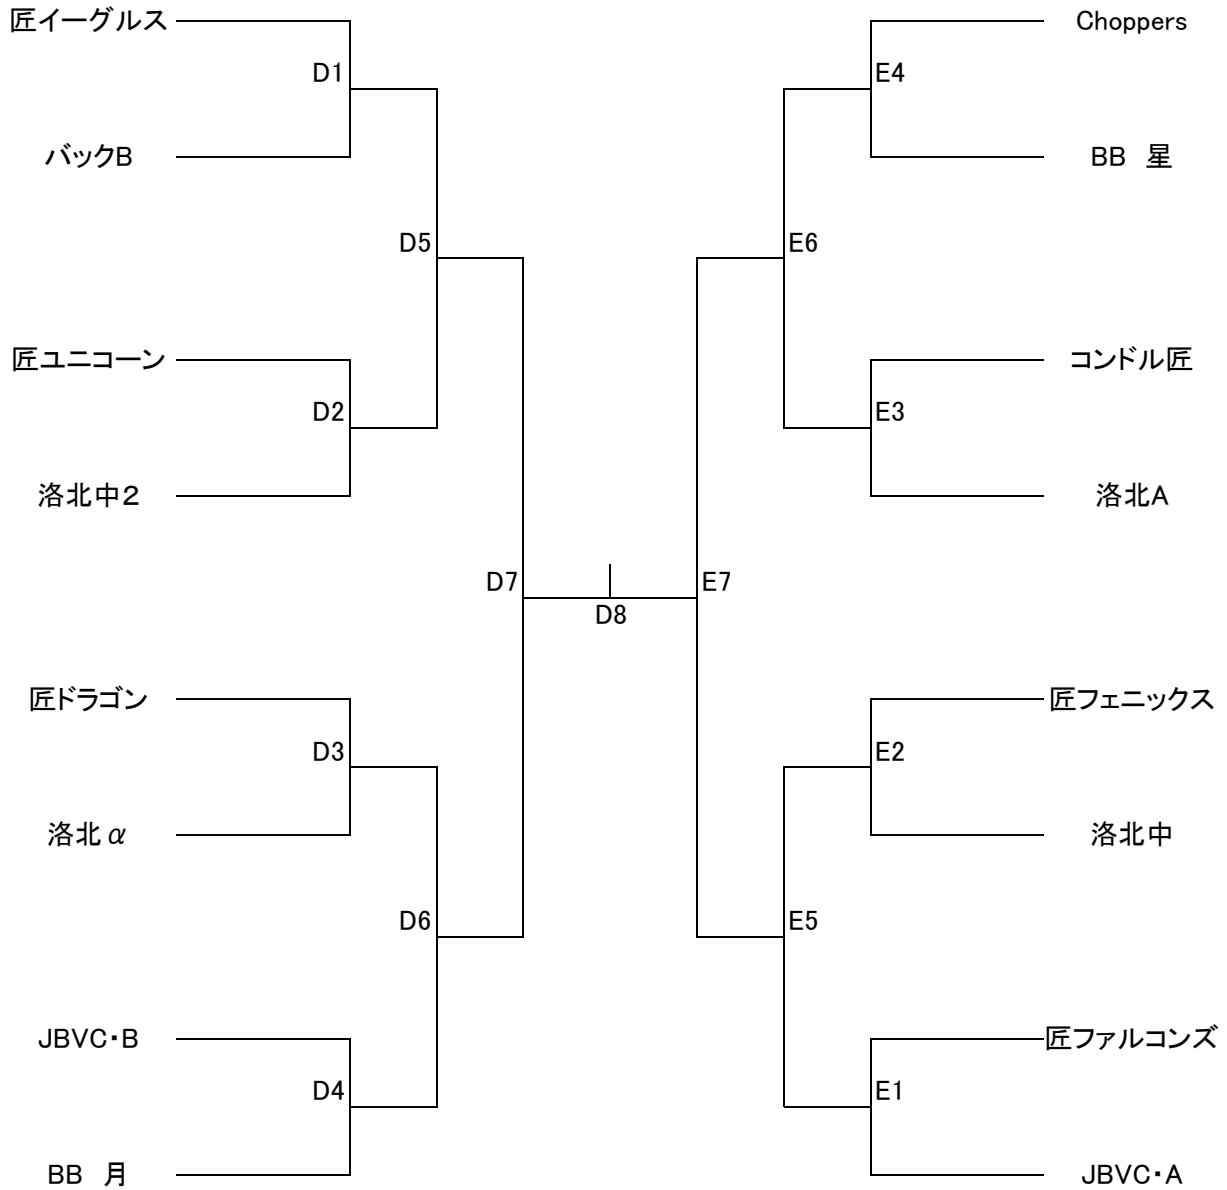 匠イーグルス
Choppers
D1
E4
バックB
BB　星
D5
E6
匠ユニコーン
コンドル匠
D2
E3
洛北中２
洛北A
D7
E7
D8
匠ドラゴン
匠フェニックス
D3
E2
洛北α
洛北中
D6
E5
JBVC・B
匠ファルコンズ
D4
E1
BB　月
JBVC・A